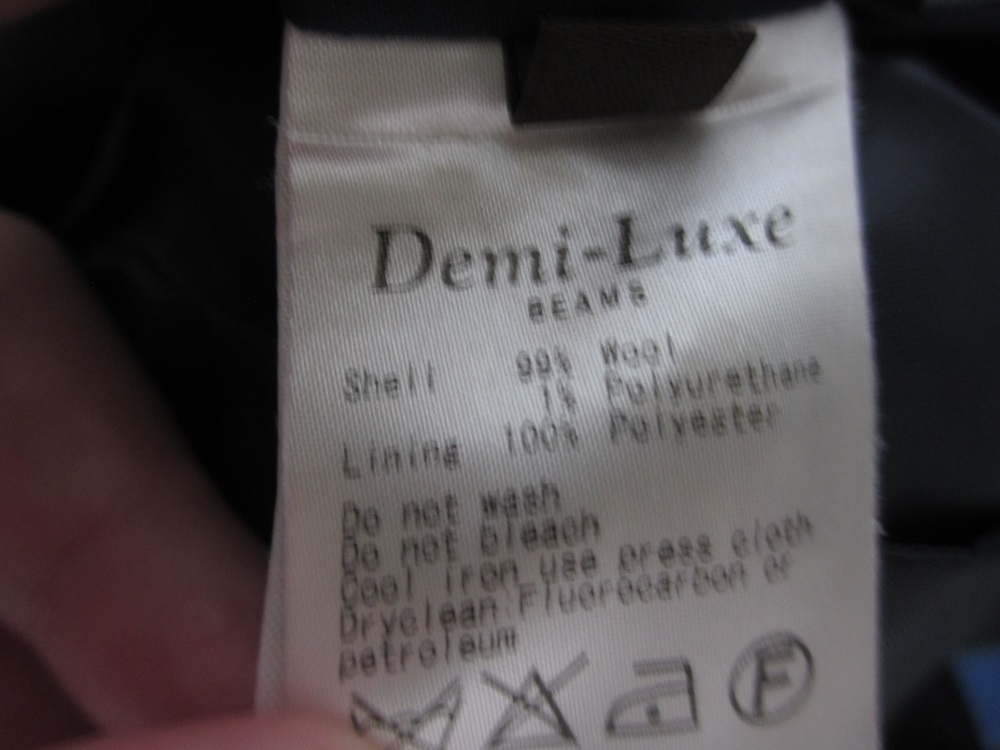 Demi-Luxe
BEAMS
Shell 99% Wool
1% Polyurethane
Lining 100% Polyester
Do not wash
Do not bleach
Cool iron use press cloth
Dryclean.Fluorocarbon or
petroleum
F